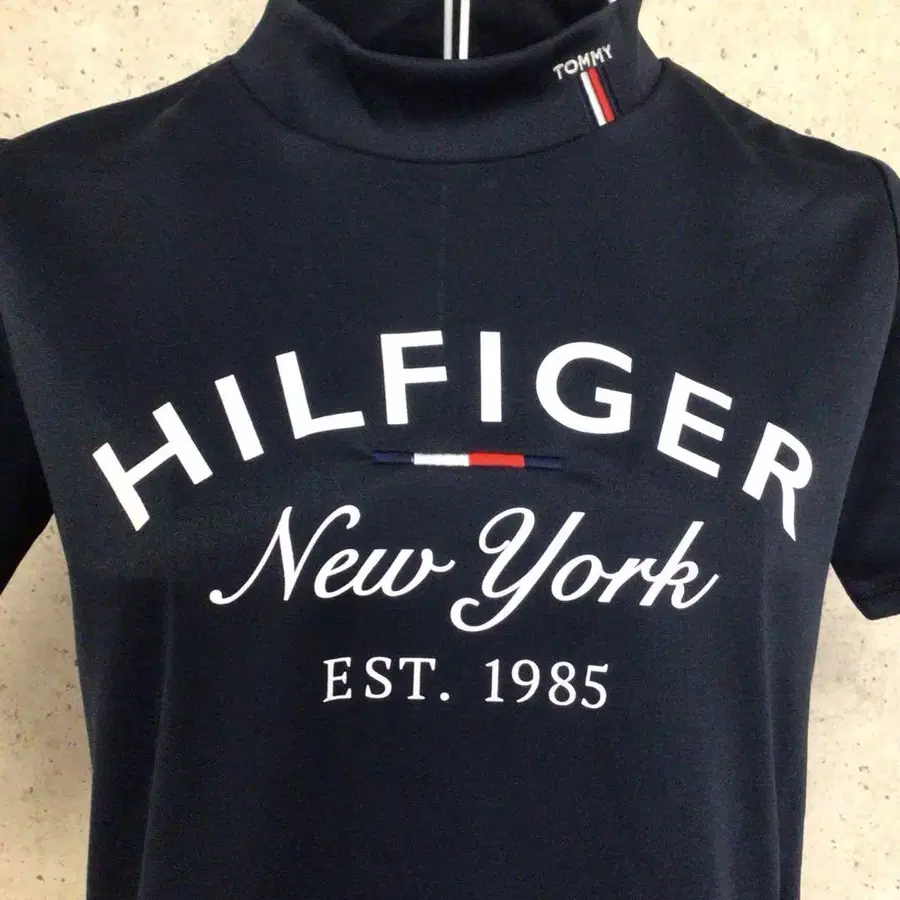 TOMMY
HILFIGER
New York
EST. 1985